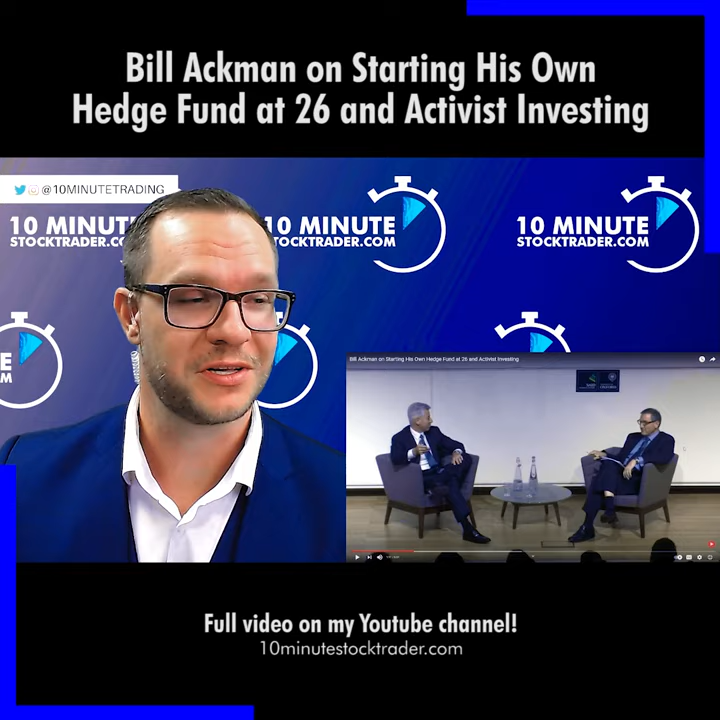 Bill Ackman on Starting His Own
Hedge Fund at 26 and Activist Investing
@10MINUTETRADING
10 MINUTE
STOCKTRADER.CO
10 MINUTE
STOCKTRADER.COM
10 MINUTE
STOCKTRADER.COM
E
M
.COM
Bill Ackman on Starting His Own Hedge Fund at 26 and Activist Investing
Full video on my Youtube channel!
10minutestocktrader.com